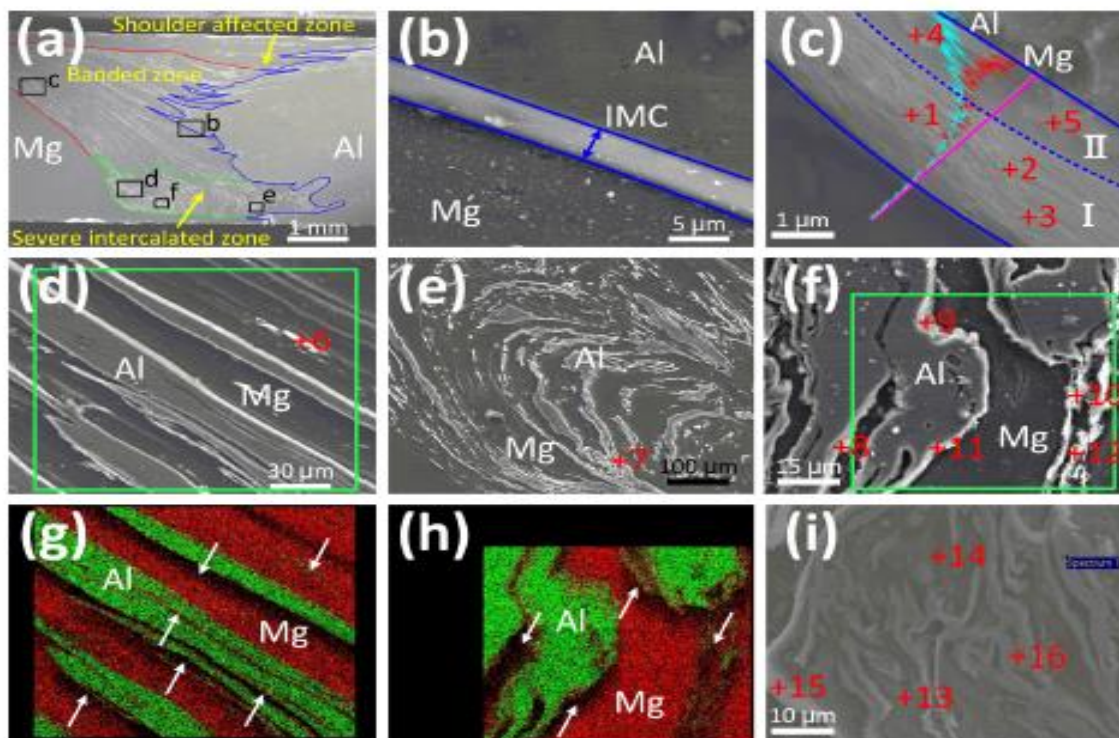 (a)
Shoulder affected zone
Banded zone
c
b
Mg
Al
d
f
e
Severe intercalated zone
1 mm
(b)
Al
IMC
Mg
5 μm
(c)
+4
Al
Mg
+1
+5
II
+2
+3
I
1 μm
(d)
+6
Al
Mg
30 μm
(e)
Al
Mg
+7
100 μm
(f)
+9
Al
+10
Mg
+8
+11
+12
15 μm
(g)
Al
Mg
(h)
Al
Mg
(i)
+14
Spectrum
+16
+15
+13
10 μm